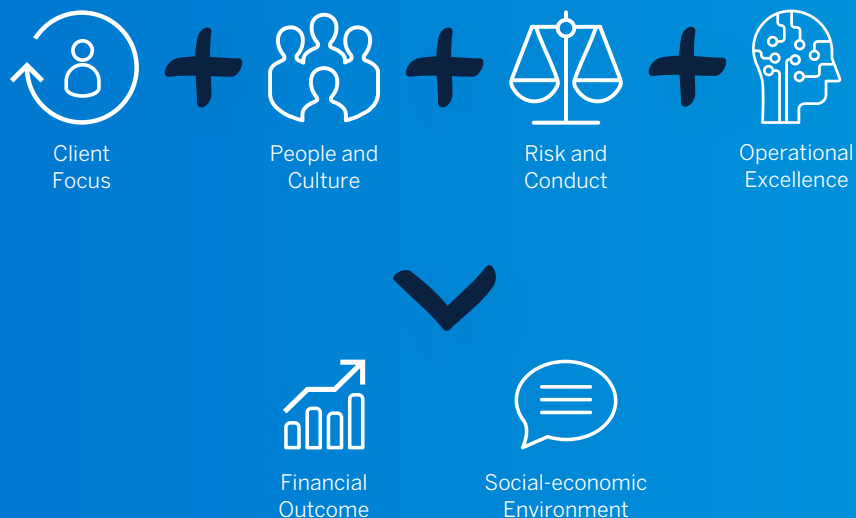 Client
Focus
People and
Culture
Risk and
Conduct
Operational
Excellence
Financial
Outcome
Social-economic
Environment